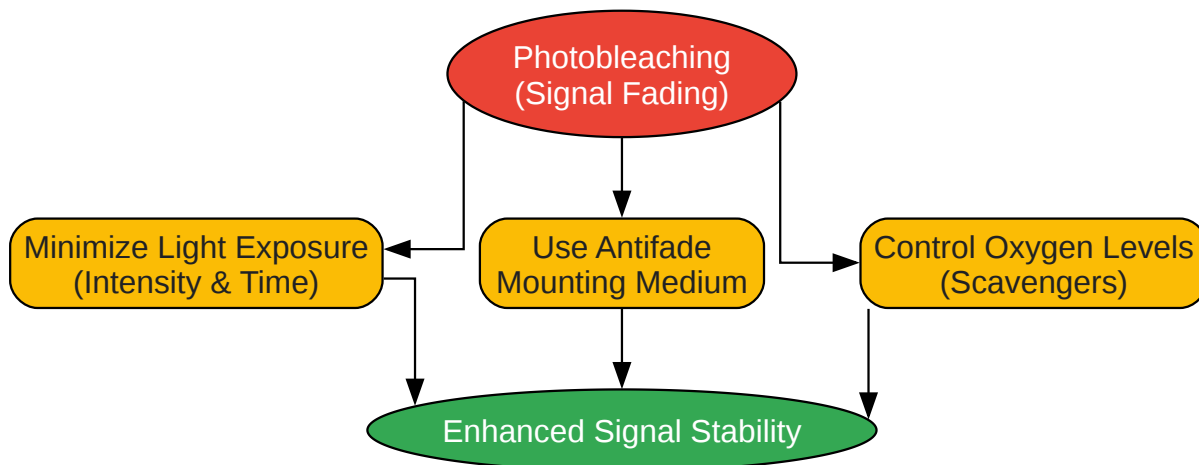 Photobleaching
(Signal Fading)
Minimize Light Exposure
(Intensity & Time)
Use Antifade
Mounting Medium
Control Oxygen Levels
(Scavengers)
Enhanced Signal Stability